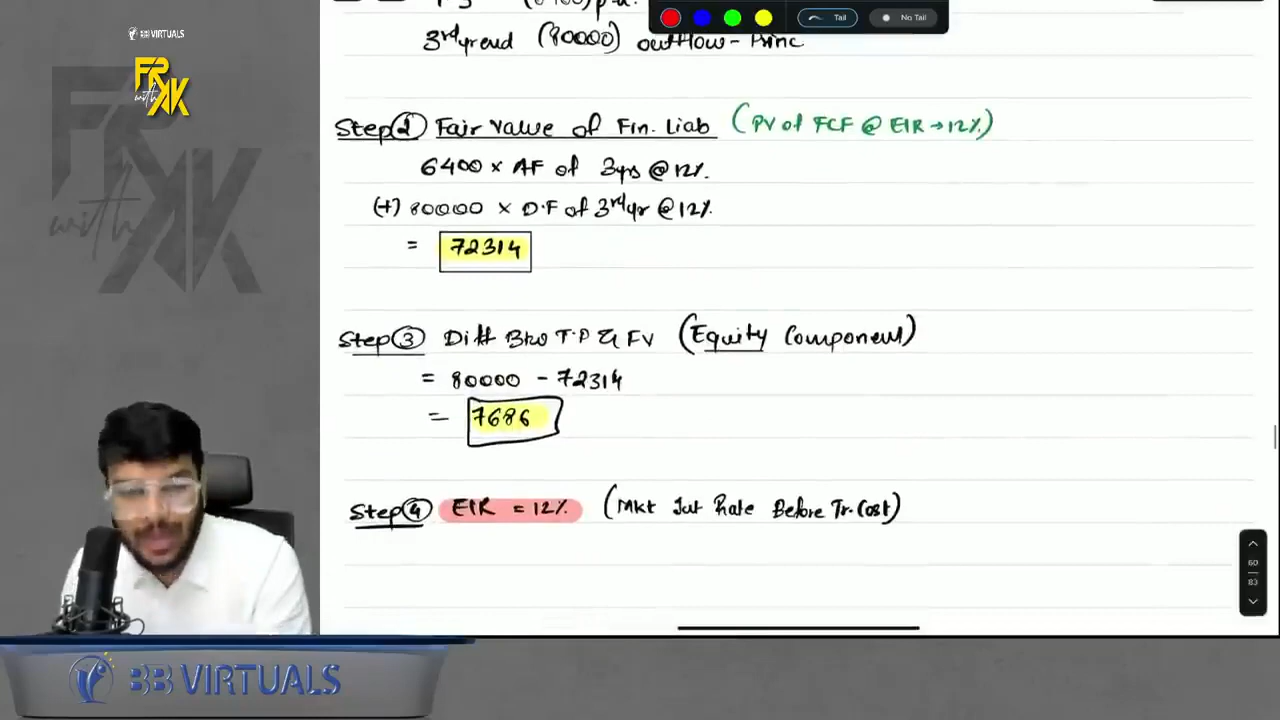 BB VIRTUALS
FR
with
KK
Tail
No Tail
3rd yr end (80000) outflow - Princ
Step 2 Fair Value of Fin. Liab (PV of FCF @ EIR → 12%)
6400 × AF of 3yrs @ 12%.
(+) 80000 × D.F of 3rd yr @ 12%.
= 72314
Step 3 Diff Btw T.P & FV (Equity Component)
= 80000 - 72314
= 7686
Step 4 EIR = 12% (Mkt Int Rate Before Tr. Cost)
60
83
BB VIRTUALS